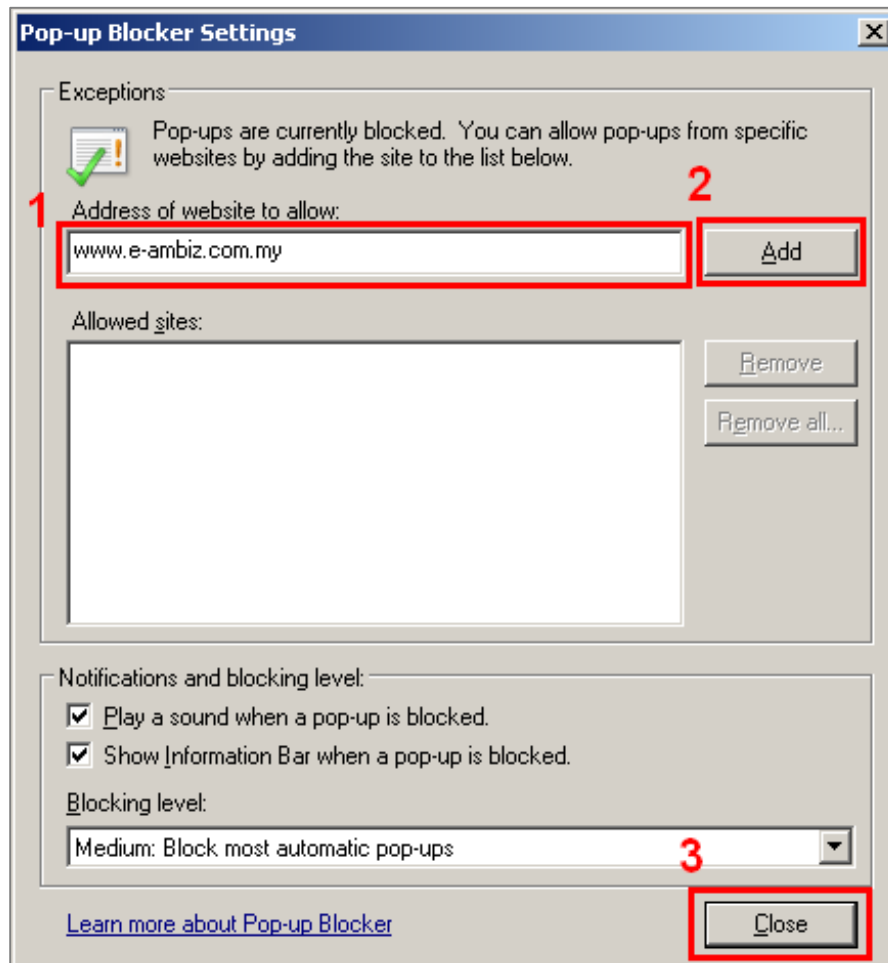 Pop-up Blocker Settings
Exceptions
Pop-ups are currently blocked. You can allow pop-ups from specific
websites by adding the site to the list below.
1
Address of website to allow:
2
www.e-ambiz.com.my
Add
Allowed sites:
Remove
Remove all...
Notifications and blocking level:
Play a sound when a pop-up is blocked.
Show Information Bar when a pop-up is blocked.
Blocking level:
Medium: Block most automatic pop-ups
3
Learn more about Pop-up Blocker
Close